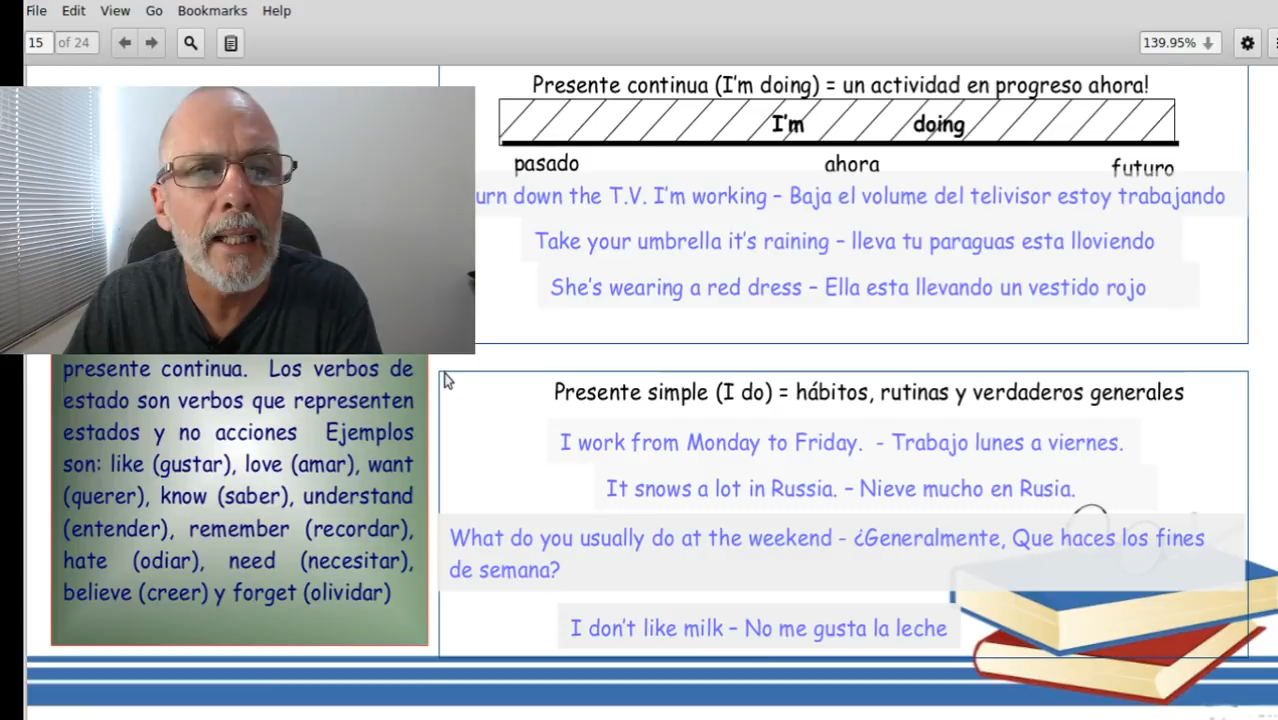 File Edit View Go Bookmarks Help
15 of 24 139.95%
Presente continua (I'm doing) = un actividad en progreso ahora!
I'm doing
pasado ahora futuro
urn down the T.V. I'm working – Baja el volume del telivisor estoy trabajando
Take your umbrella it's raining – lleva tu paraguas esta lloviendo
She's wearing a red dress – Ella esta llevando un vestido rojo
presente continua. Los verbos de
estado son verbos que representen
estados y no acciones Ejemplos
son: like (gustar), love (amar), want
(querer), know (saber), understand
(entender), remember (recordar),
hate (odiar), need (necesitar),
believe (creer) y forget (olividar)
Presente simple (I do) = hábitos, rutinas y verdaderos generales
I work from Monday to Friday. - Trabajo lunes a viernes.
It snows a lot in Russia. – Nieve mucho en Rusia.
What do you usually do at the weekend - ¿Generalmente, Que haces los fines
de semana?
I don't like milk – No me gusta la leche